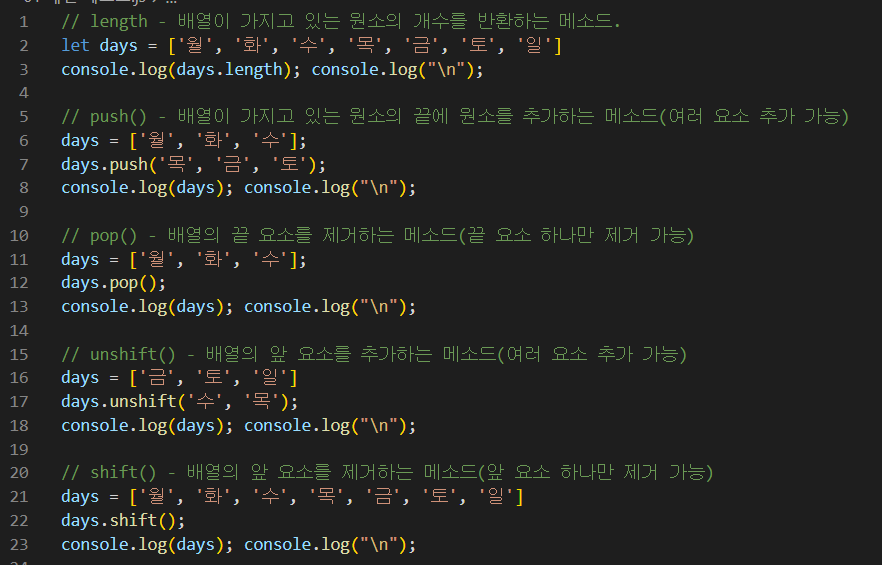 1 // length - 배열이 가지고 있는 원소의 개수를 반환하는 메소드.
2 let days = ['월', '화', '수', '목', '금', '토', '일']
3 console.log(days.length); console.log("\n");
4
5 // push() - 배열이 가지고 있는 원소의 끝에 원소를 추가하는 메소드(여러 요소 추가 가능)
6 days = ['월', '화', '수'];
7 days.push('목', '금', '토');
8 console.log(days); console.log("\n");
9
10 // pop() - 배열의 끝 요소를 제거하는 메소드(끝 요소 하나만 제거 가능)
11 days = ['월', '화', '수'];
12 days.pop();
13 console.log(days); console.log("\n");
14
15 // unshift() - 배열의 앞 요소를 추가하는 메소드(여러 요소 추가 가능)
16 days = ['금', '토', '일']
17 days.unshift('수', '목');
18 console.log(days); console.log("\n");
19
20 // shift() - 배열의 앞 요소를 제거하는 메소드(앞 요소 하나만 제거 가능)
21 days = ['월', '화', '수', '목', '금', '토', '일']
22 days.shift();
23 console.log(days); console.log("\n");